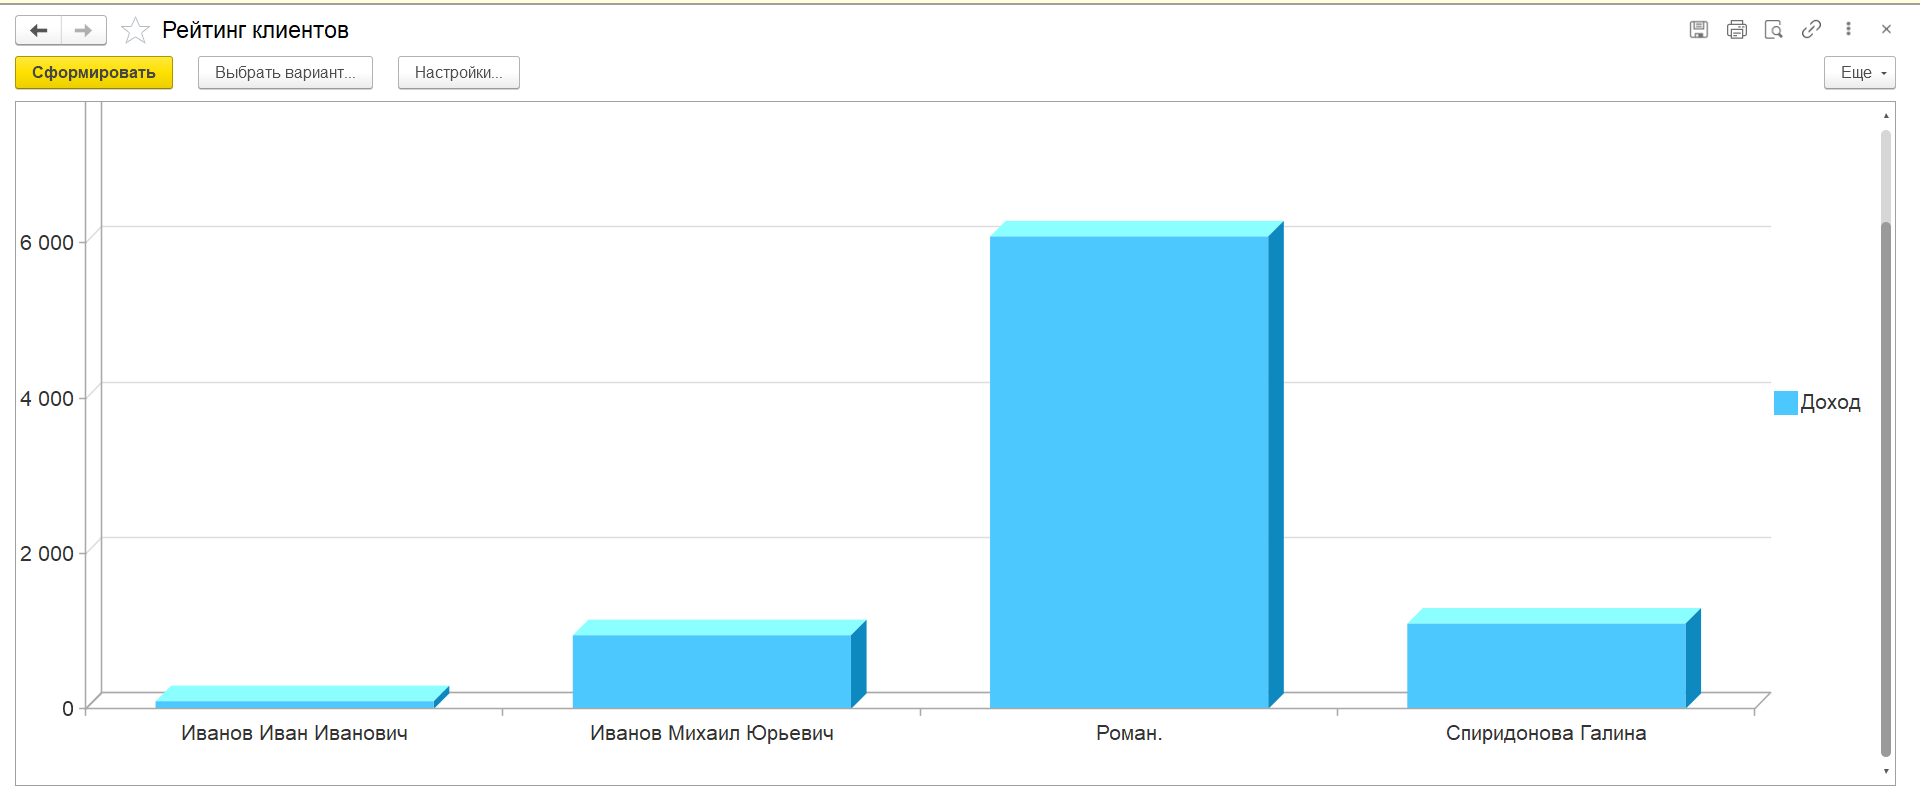 Рейтинг клиентов
Сформировать Выбрать вариант... Настройки... Еще
6 000
4 000
Доход
2 000
0
Иванов Иван Иванович Иванов Михаил Юрьевич Роман. Спиридонова Галина